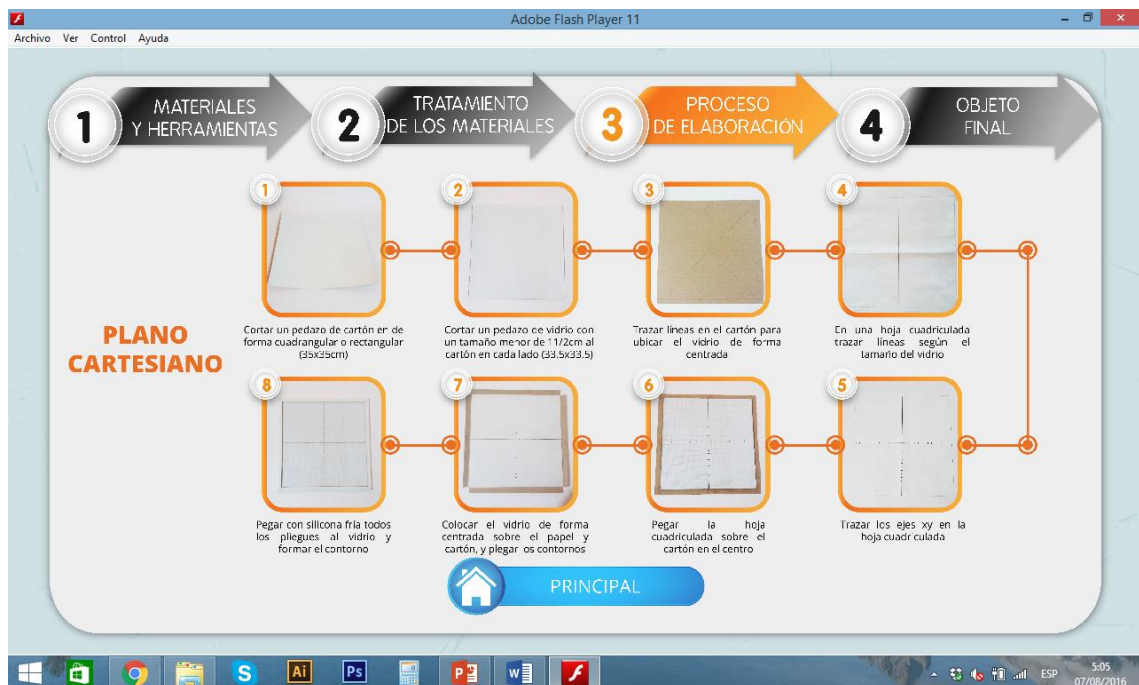 Adobe Flash Player 11
Archivo Ver Control Ayuda
1
MATERIALES
Y HERRAMIENTAS
2
TRATAMIENTO
DE LOS MATERIALES
3
PROCESO
DE ELABORACIÓN
4
OBJETO
FINAL
PLANO
CARTESIANO
1
Cortar un pedazo de cartón en de
forma cuadrangular o rectangular
(35x35cm)
2
Cortar un pedazo de vidrio con
un tamaño menor de 11/2cm al
cartón en cada lado (33.5x33.5)
3
Trazar líneas en el cartón para
ubicar el vidrio de forma
centrada
4
En una hoja cuadriculada
trazar líneas según el
tamaño del vidrio
8
Pegar con silicona fría todos
los pliegues al vidrio y
formar el contorno
7
Colocar el vidrio de forma
centrada sobre el papel y
cartón, y plegar os contornos
6
Pegar la hoja
cuadriculada sobre el
cartón en el centro
5
Trazar los ejes xy en la
hoja cuadr culada
PRINCIPAL
S
Ai
Ps
P
W
ESP
5:05
07/08/2016